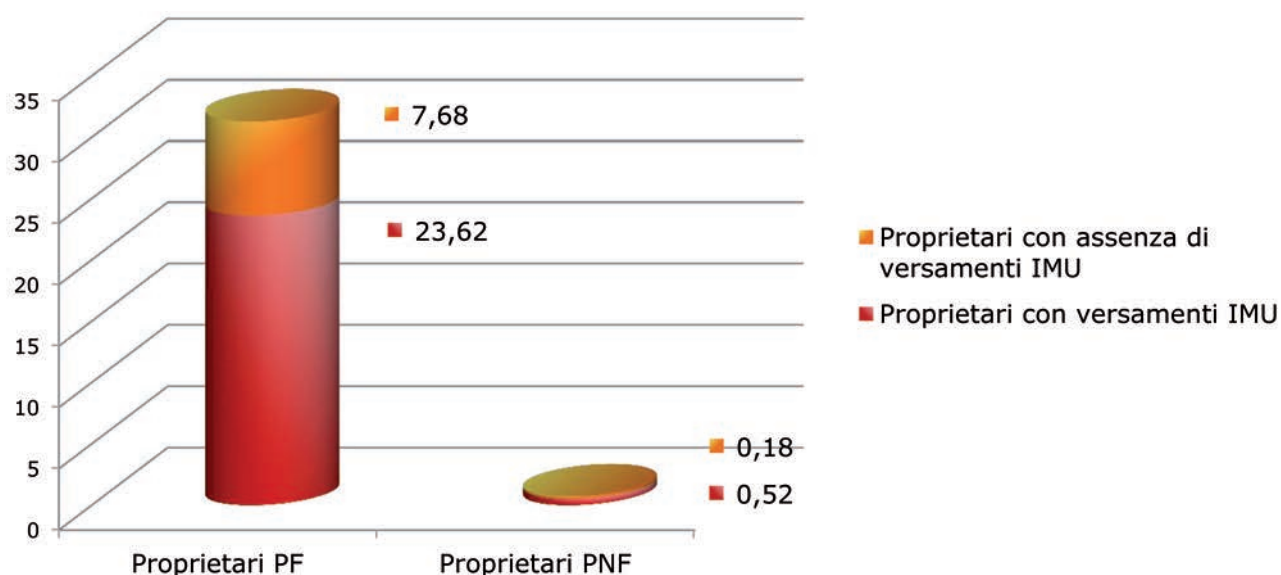 35
30
25
20
15
10
5
0
7,68
23,62
0,18
0,52
Proprietari PF
Proprietari PNF
Proprietari con assenza di
versamenti IMU
Proprietari con versamenti IMU